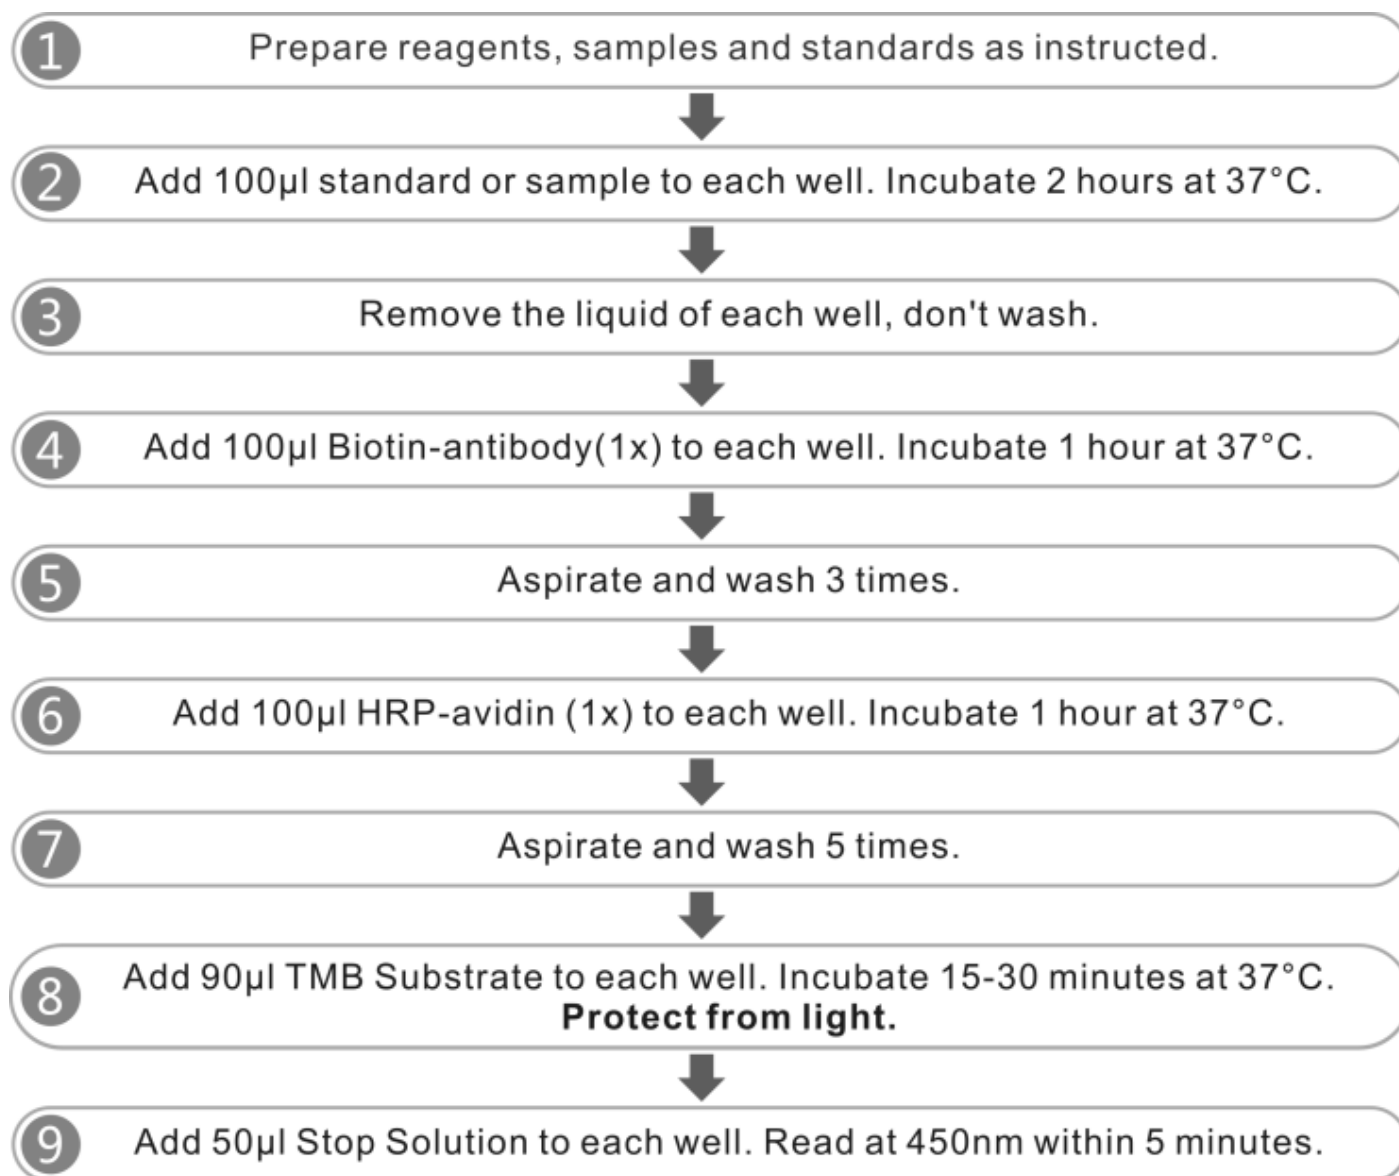 1
Prepare reagents, samples and standards as instructed.
2
Add 100µl standard or sample to each well. Incubate 2 hours at 37°C.
3
Remove the liquid of each well, don't wash.
4
Add 100µl Biotin-antibody(1x) to each well. Incubate 1 hour at 37°C.
5
Aspirate and wash 3 times.
6
Add 100µl HRP-avidin (1x) to each well. Incubate 1 hour at 37°C.
7
Aspirate and wash 5 times.
8
Add 90µl TMB Substrate to each well. Incubate 15-30 minutes at 37°C.
Protect from light.
9
Add 50µl Stop Solution to each well. Read at 450nm within 5 minutes.